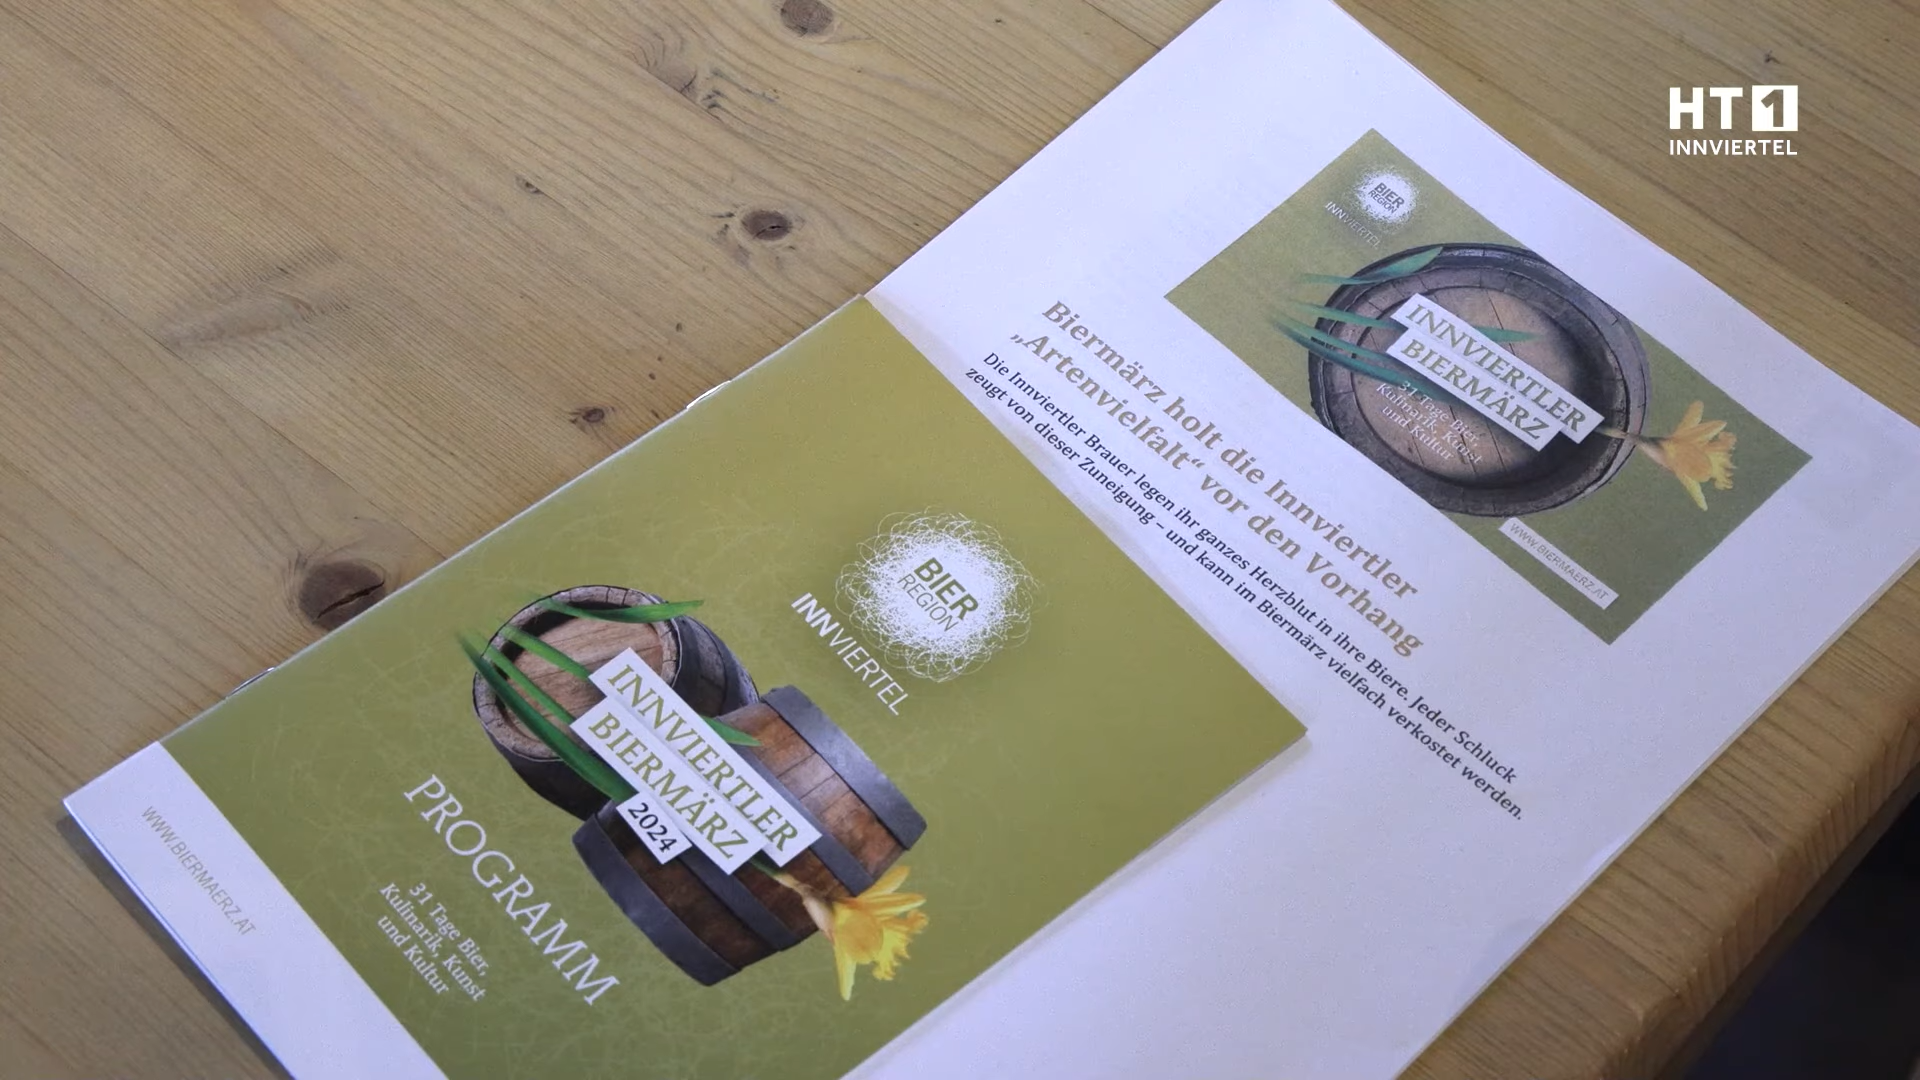 HT1
INNVIERTEL
BIER
REGION
INNVIERTEL
INNVIERTLER
BIERMÄRZ
31 Tage Bier,
Kulinarik, Kunst
und Kultur
WWW.BIERMAERZ.AT
Biermärz holt die Innviertler
„Artenvielfalt“ vor den Vorhang
Die Innviertler Brauer legen ihr ganzes Herzblut in ihre Biere. Jeder Schluck
zeugt von dieser Zuneigung – und kann im Biermärz vielfach verkostet werden.
BIER
REGION
INNVIERTEL
INNVIERTLER
BIERMÄRZ
2024
PROGRAMM
31 Tage Bier,
Kulinarik, Kunst
und Kultur
WWW.BIERMAERZ.AT